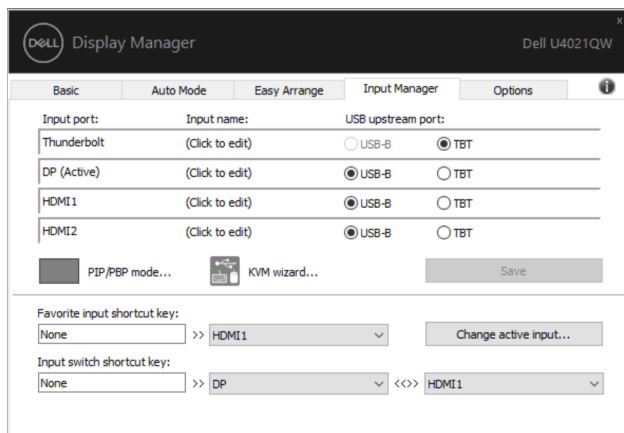 x
DELL Display Manager Dell U4021QW
Basic Auto Mode Easy Arrange Input Manager Options i
Input port: Input name: USB upstream port:
Thunderbolt (Click to edit) USB-B TBT
DP (Active) (Click to edit) USB-B TBT
HDMI1 (Click to edit) USB-B TBT
HDMI2 (Click to edit) USB-B TBT
PIP/PBP mode... KVM wizard... Save
Favorite input shortcut key:
None >> HDMI1 Change active input...
Input switch shortcut key:
None >> DP <<>> HDMI1